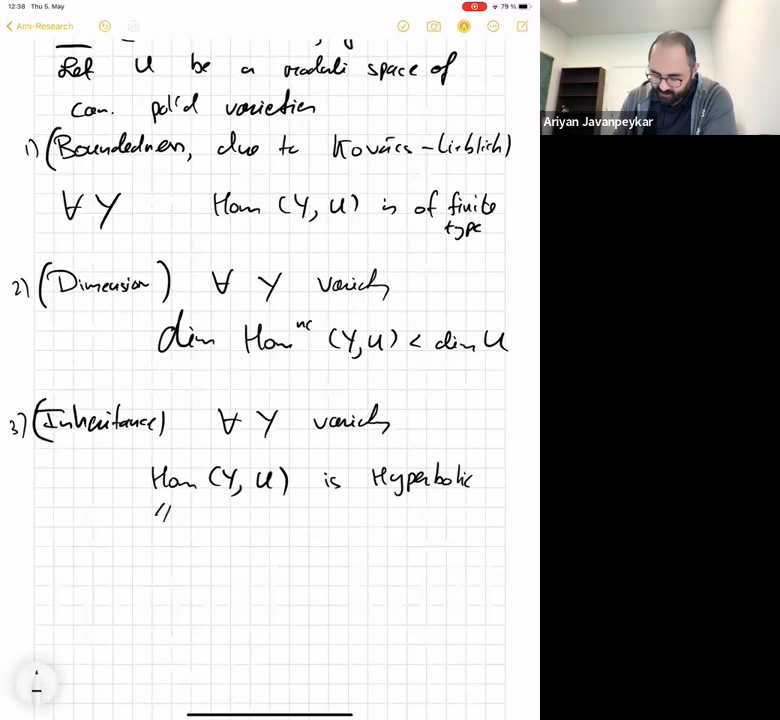 12:38 Thu 5. May
79 %
Ami-Research
Let U be a moduli space of
can. pol'd varieties
1) (Boundedness, due to Kovács-Lieblich)
∀ Y Hom (Y, U) is of finite
type
2) (Dimension) ∀ Y variety
dim Hom^nc (Y, U) < dim U
3) (Inheritance) ∀ Y variety
Hom (Y, U) is Hyperbolic
Ariyan Javanpeykar